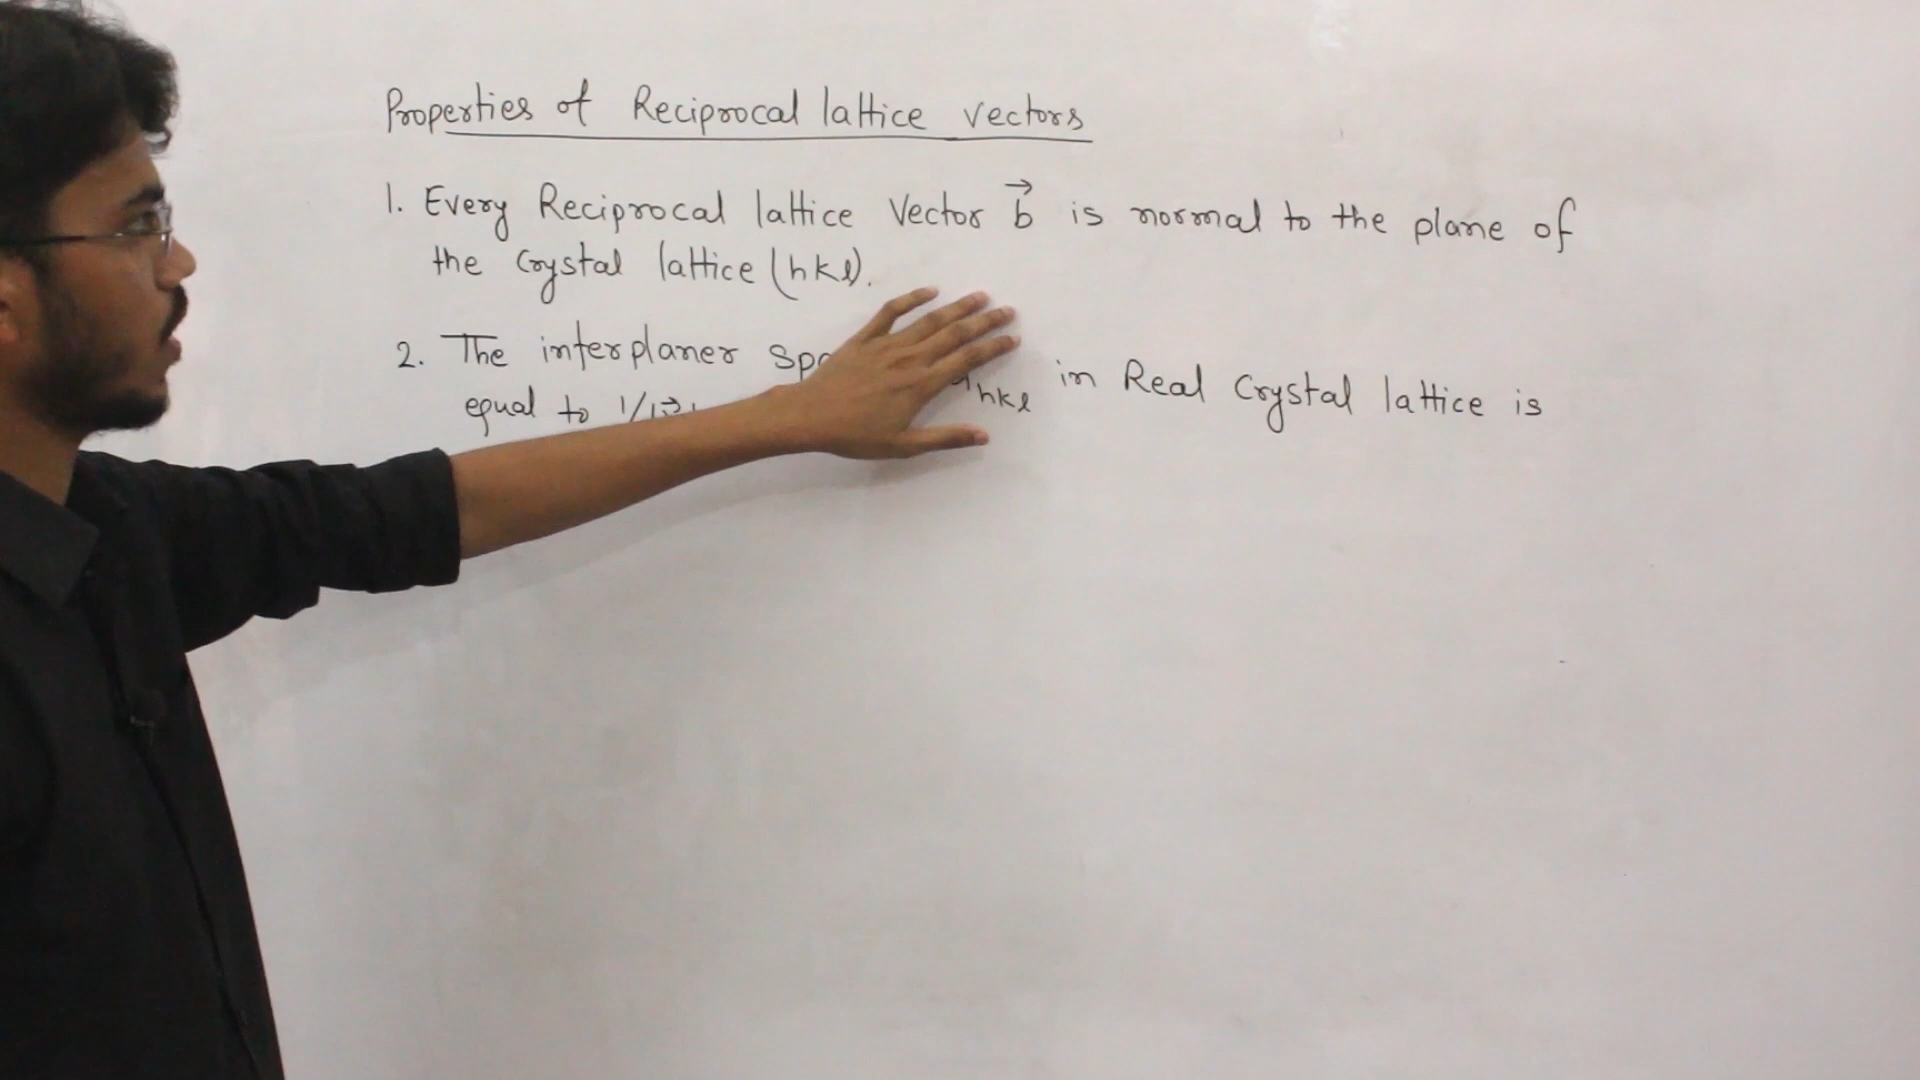 Properties of Reciprocal lattice vectors
1. Every Reciprocal lattice Vector b⃗ is normal to the plane of
the Crystal lattice (hkl).
2. The interplaner hkl in Real Crystal lattice is
equal to 1/